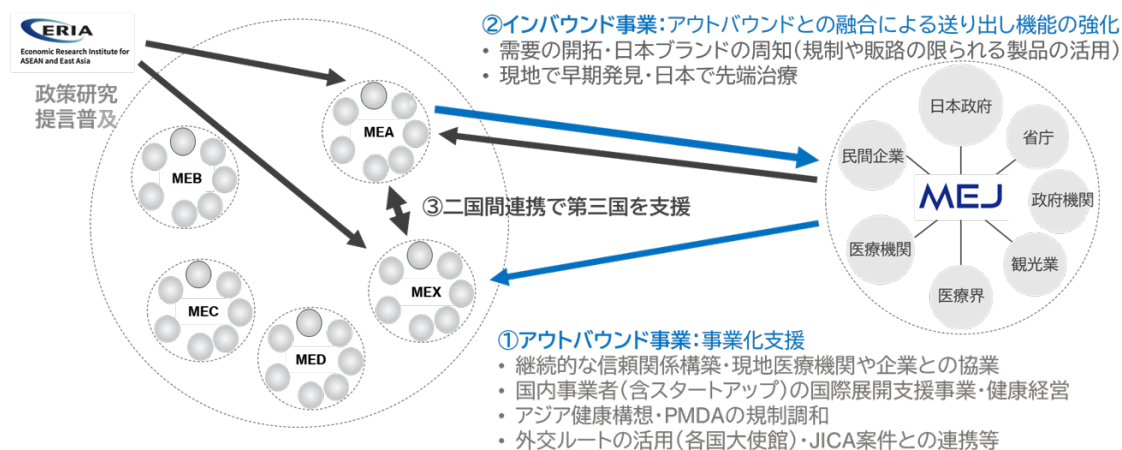 ERIA
Economic Research Institute for
ASEAN and East Asia
政策研究
提言普及
②インバウンド事業：アウトバウンドとの融合による送り出し機能の強化
• 需要の開拓・日本ブランドの周知（規制や販路の限られる製品の活用）
• 現地で早期発見・日本で先端治療
MEA
MEB
③二国間連携で第三国を支援
MEX
MEC
MED
日本政府
省庁
民間企業
MEJ
政府機関
医療機関
観光業
医療界
①アウトバウンド事業：事業化支援
• 継続的な信頼関係構築・現地医療機関や企業との協業
• 国内事業者（含スタートアップ）の国際展開支援事業・健康経営
• アジア健康構想・PMDAの規制調和
• 外交ルートの活用（各国大使館）・JICA案件との連携等